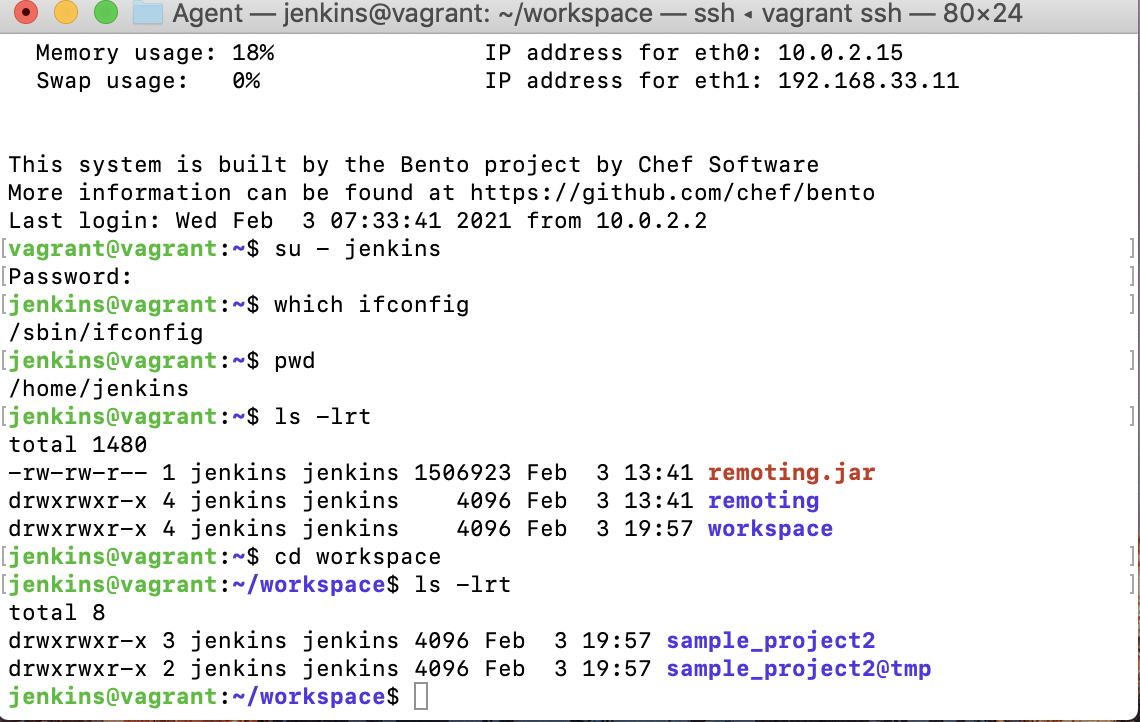 Agent — jenkins@vagrant: ~/workspace — ssh ◂ vagrant ssh — 80×24
  Memory usage: 18%               IP address for eth0: 10.0.2.15
  Swap usage:   0%                IP address for eth1: 192.168.33.11
This system is built by the Bento project by Chef Software
More information can be found at https://github.com/chef/bento
Last login: Wed Feb  3 07:33:41 2021 from 10.0.2.2
[vagrant@vagrant:~$ su - jenkins ]
[Password: ]
[jenkins@vagrant:~$ which ifconfig ]
/sbin/ifconfig
[jenkins@vagrant:~$ pwd ]
/home/jenkins
[jenkins@vagrant:~$ ls -lrt ]
total 1480
-rw-rw-r-- 1 jenkins jenkins 1506923 Feb  3 13:41 remoting.jar
drwxrwxr-x 4 jenkins jenkins    4096 Feb  3 13:41 remoting
drwxrwxr-x 4 jenkins jenkins    4096 Feb  3 19:57 workspace
[jenkins@vagrant:~$ cd workspace ]
[jenkins@vagrant:~/workspace$ ls -lrt ]
total 8
drwxrwxr-x 3 jenkins jenkins 4096 Feb  3 19:57 sample_project2
drwxrwxr-x 2 jenkins jenkins 4096 Feb  3 19:57 sample_project2@tmp
jenkins@vagrant:~/workspace$